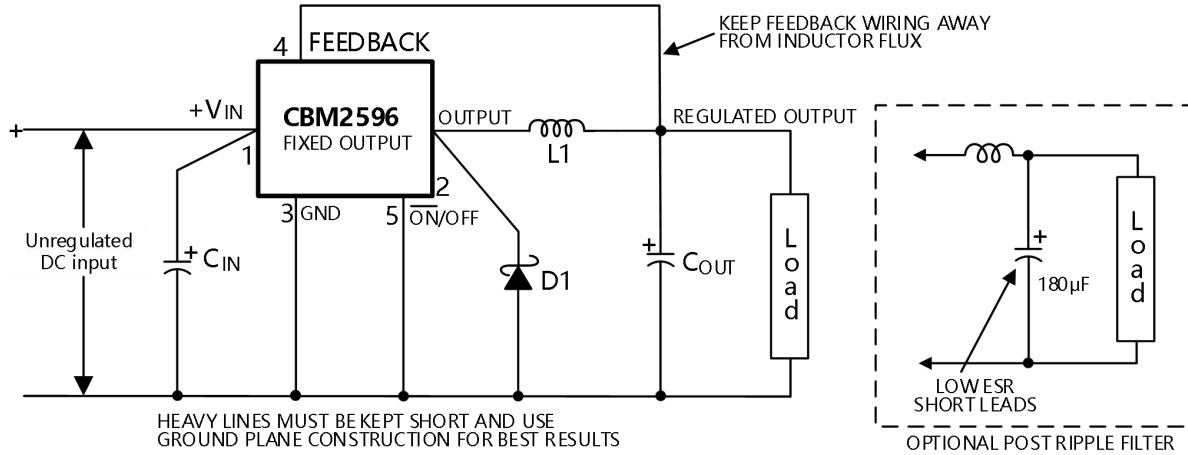 KEEP FEEDBACK WIRING AWAY
FROM INDUCTOR FLUX
4 FEEDBACK
+VIN
CBM2596
FIXED OUTPUT
OUTPUT
REGULATED OUTPUT
+
1
L1
2
3 GND
5 ON/OFF
Unregulated
DC input
+
CIN
D1
+
COUT
Load
+
180µF
Load
LOW ESR
SHORT LEADS
HEAVY LINES MUST BE KEPT SHORT AND USE
GROUND PLANE CONSTRUCTION FOR BEST RESULTS
OPTIONAL POST RIPPLE FILTER